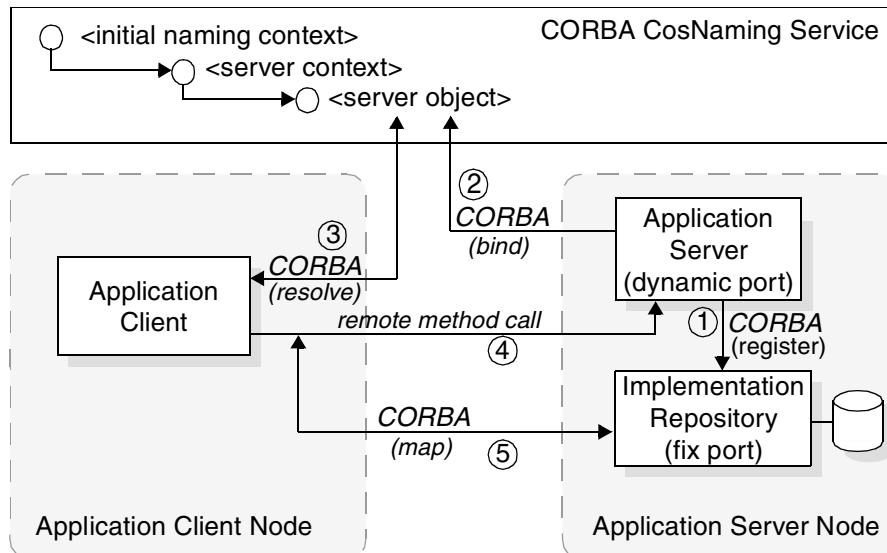 <initial naming context>
CORBA CosNaming Service
<server context>
<server object>
②
CORBA
(bind)
Application
Server
(dynamic port)
③
CORBA
(resolve)
Application
Client
remote method call
④
①
CORBA
(register)
Implementation
Repository
(fix port)
CORBA
(map)
⑤
Application Client Node
Application Server Node